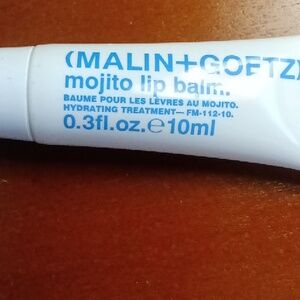 (MALIN+GOETZ)
mojito lip balm.
BAUME POUR LES LÈVRES AU MOJITO.
HYDRATING TREATMENT—FM-112-10.
0.3fl.oz.℮10ml